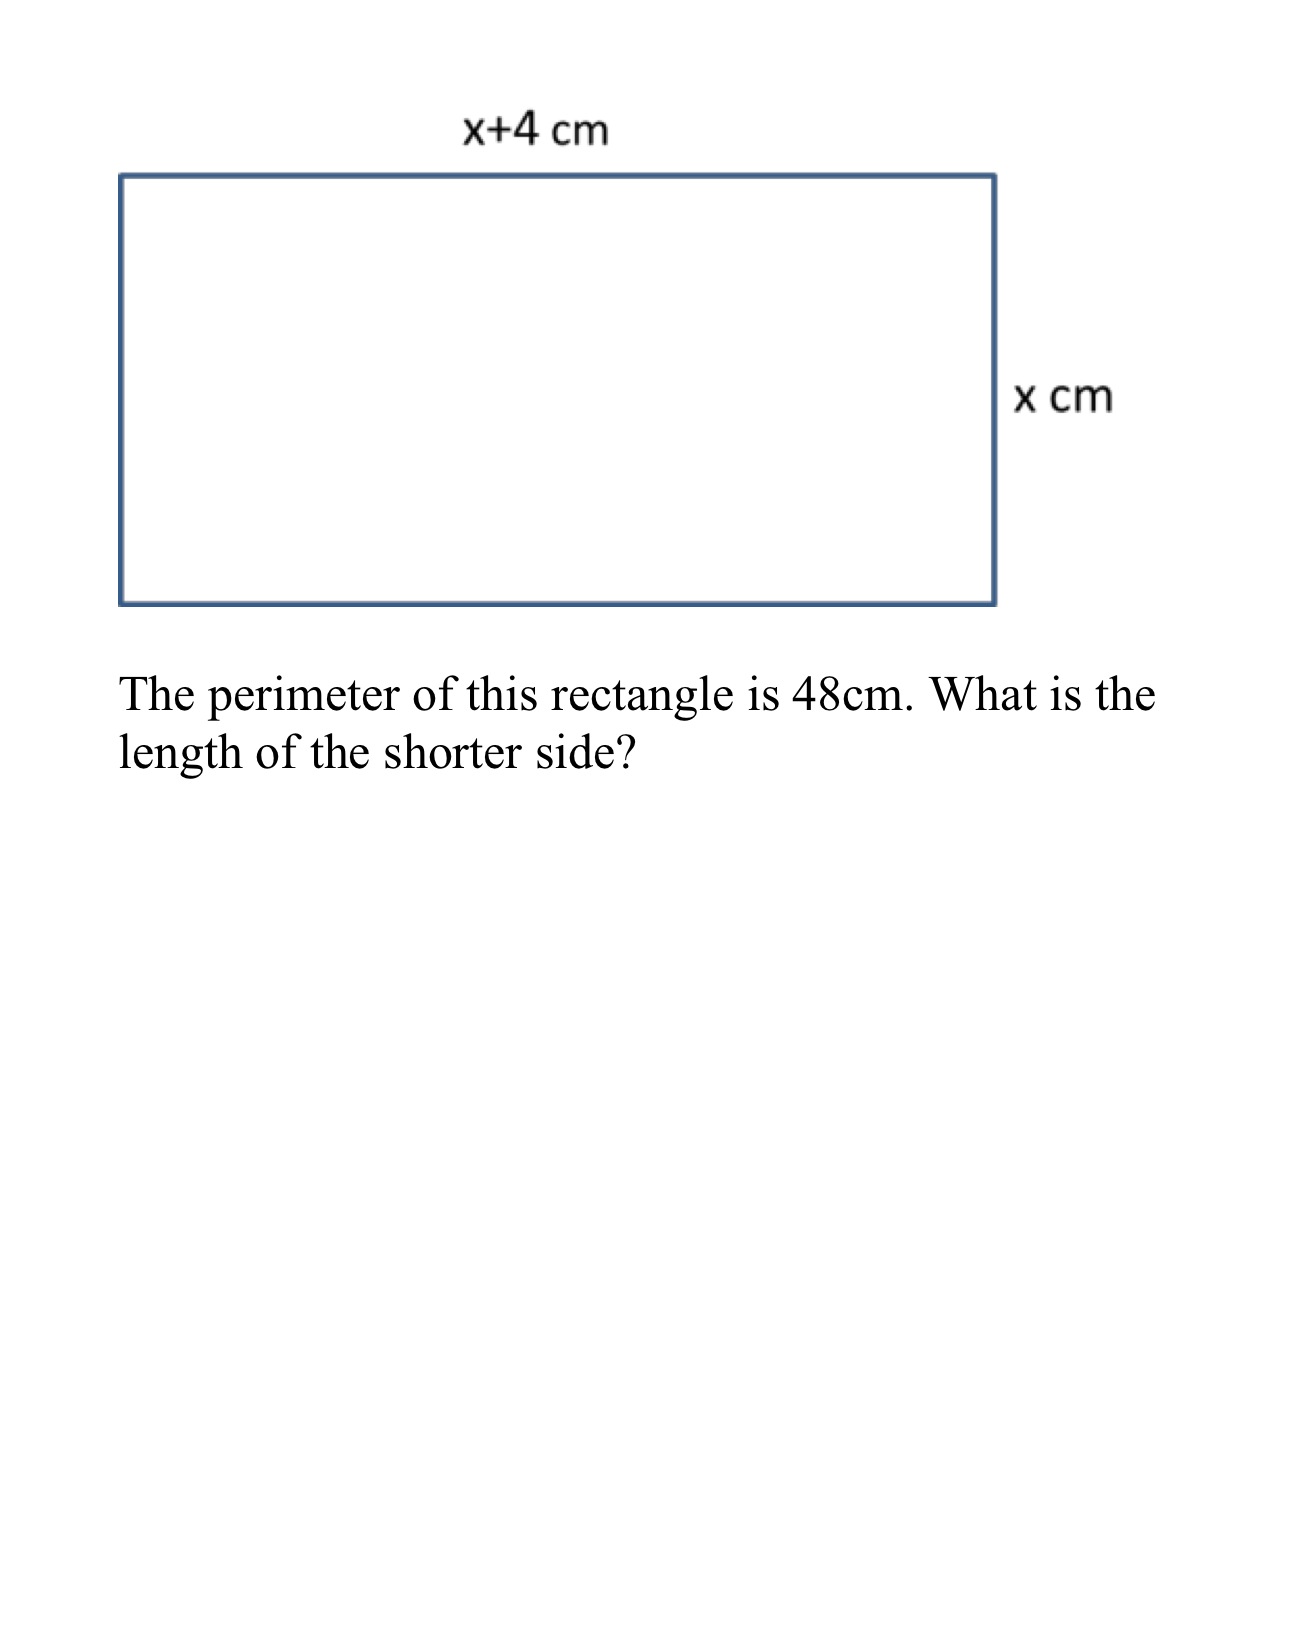 x+4 cm
x cm
The perimeter of this rectangle is 48cm. What is the
length of the shorter side?